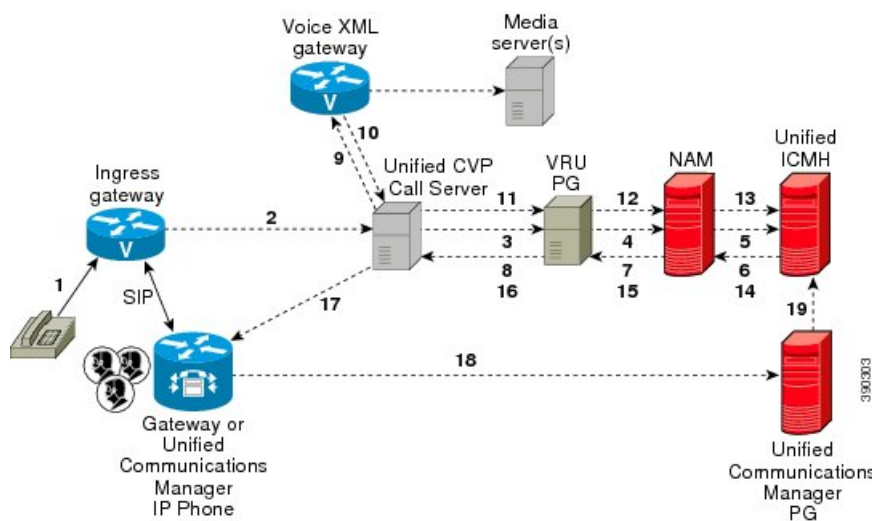 Voice XML
gateway
Media
server(s)
V
10
9
Unified CVP
Call Server
VRU
PG
NAM
Unified
ICMH
Ingress
gateway
V
2
11
12
13
3
4
5
8
7
6
16
15
14
1
SIP
17
19
18
Gateway or
Unified
Communications
Manager
IP Phone
Unified
Communications
Manager
PG
390303